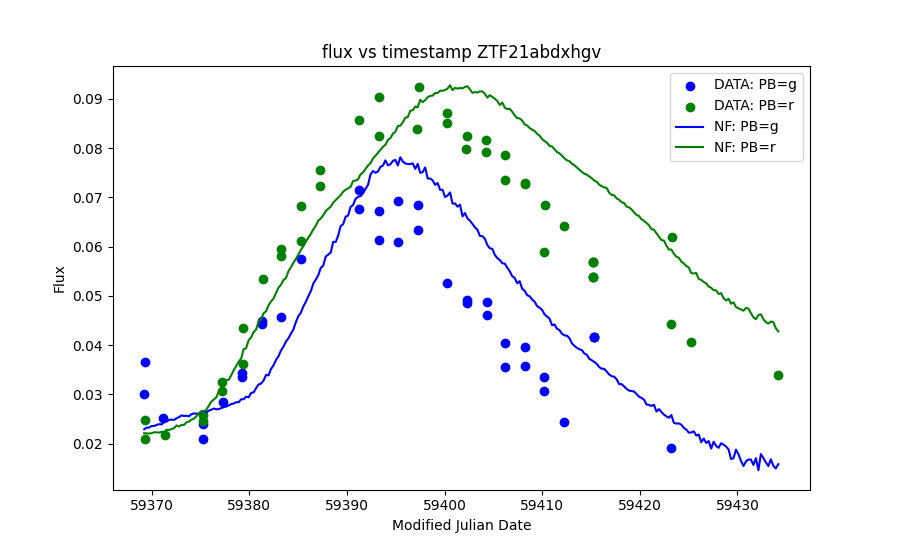 flux vs timestamp ZTF21abdxhgv
DATA: PB=g
DATA: PB=r
NF: PB=g
NF: PB=r
0.09
0.08
0.07
0.06
0.05
0.04
0.03
0.02
Flux
59370 59380 59390 59400 59410 59420 59430
Modified Julian Date